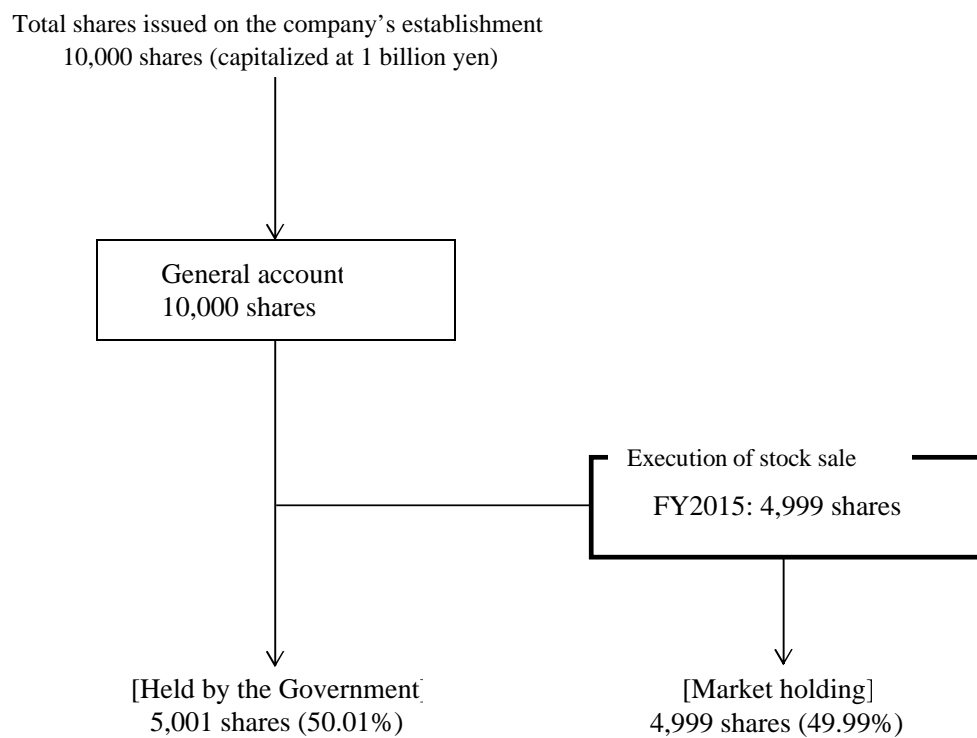 Total shares issued on the company’s establishment
10,000 shares (capitalized at 1 billion yen)
General account
10,000 shares
Execution of stock sale
FY2015: 4,999 shares
[Held by the Government]
5,001 shares (50.01%)
[Market holding]
4,999 shares (49.99%)